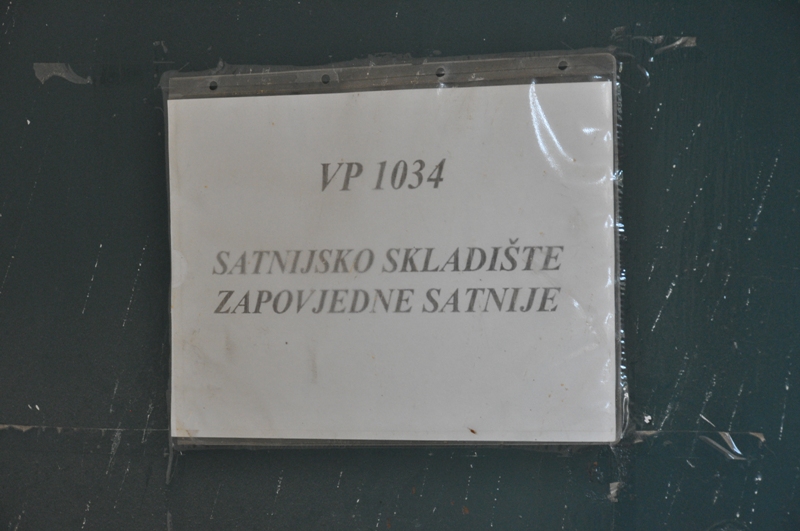 VP 1034
SATNIJSKO SKLADIŠTE
ZAPOVJEDNE SATNIJE